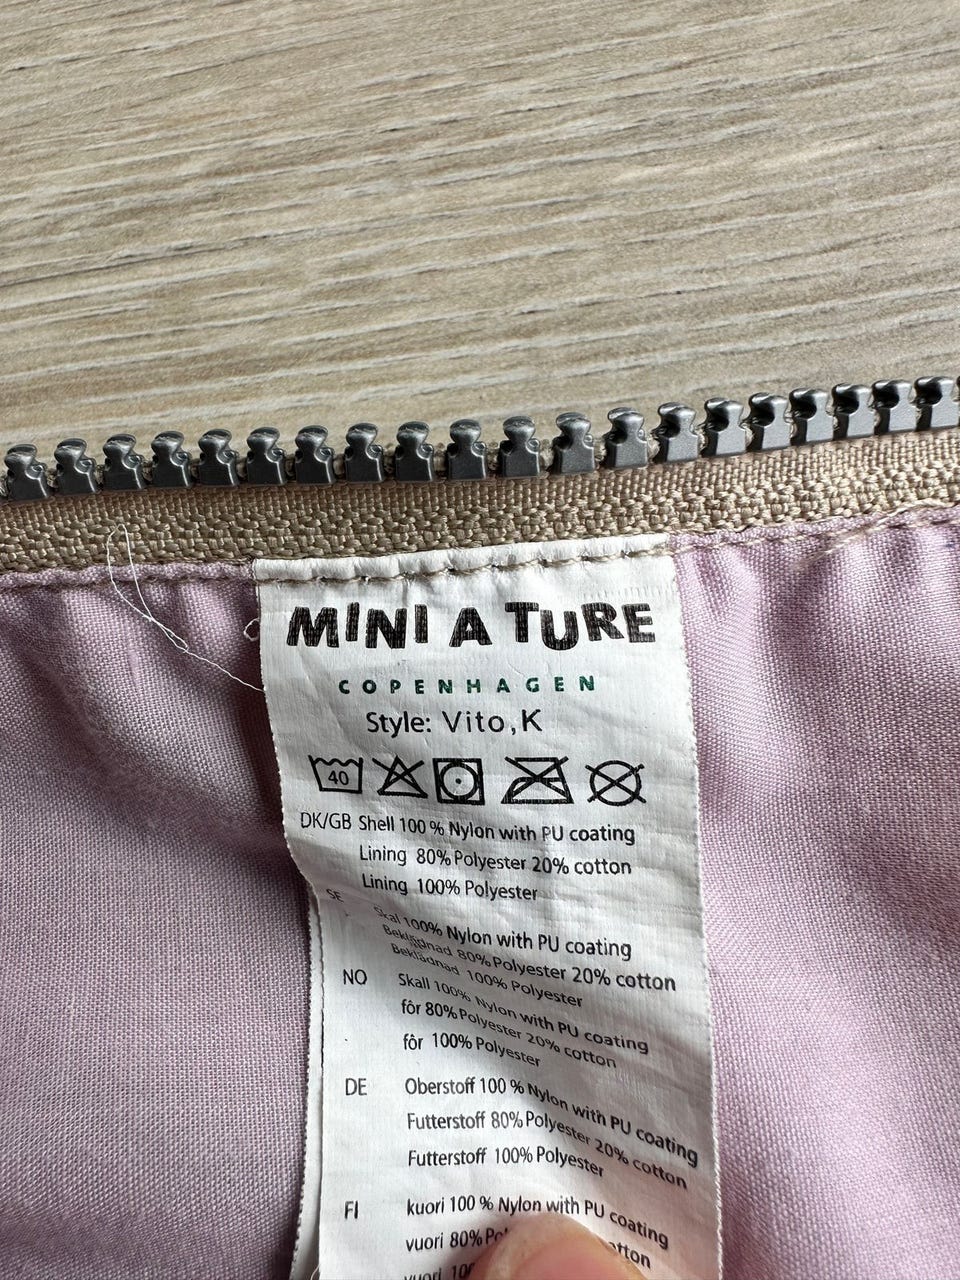 MINI A TURE
COPENHAGEN
Style: Vito,K
40
DK/GB Shell 100 % Nylon with PU coating
Lining 80% Polyester 20% cotton
Lining 100% Polyester
SE Skal 100% Nylon with PU coating
Beklädnad 80% Polyester 20% cotton
Beklädnad 100% Polyester
NO Skall 100% Nylon with PU coating
fôr 80% Polyester 20% cotton
fôr 100% Polyester
DE Oberstoff 100 % Nylon with PU coating
Futterstoff 80% Polyester 20% cotton
Futterstoff 100% Polyester
FI kuori 100 % Nylon with PU coating
vuori 80%
vuori